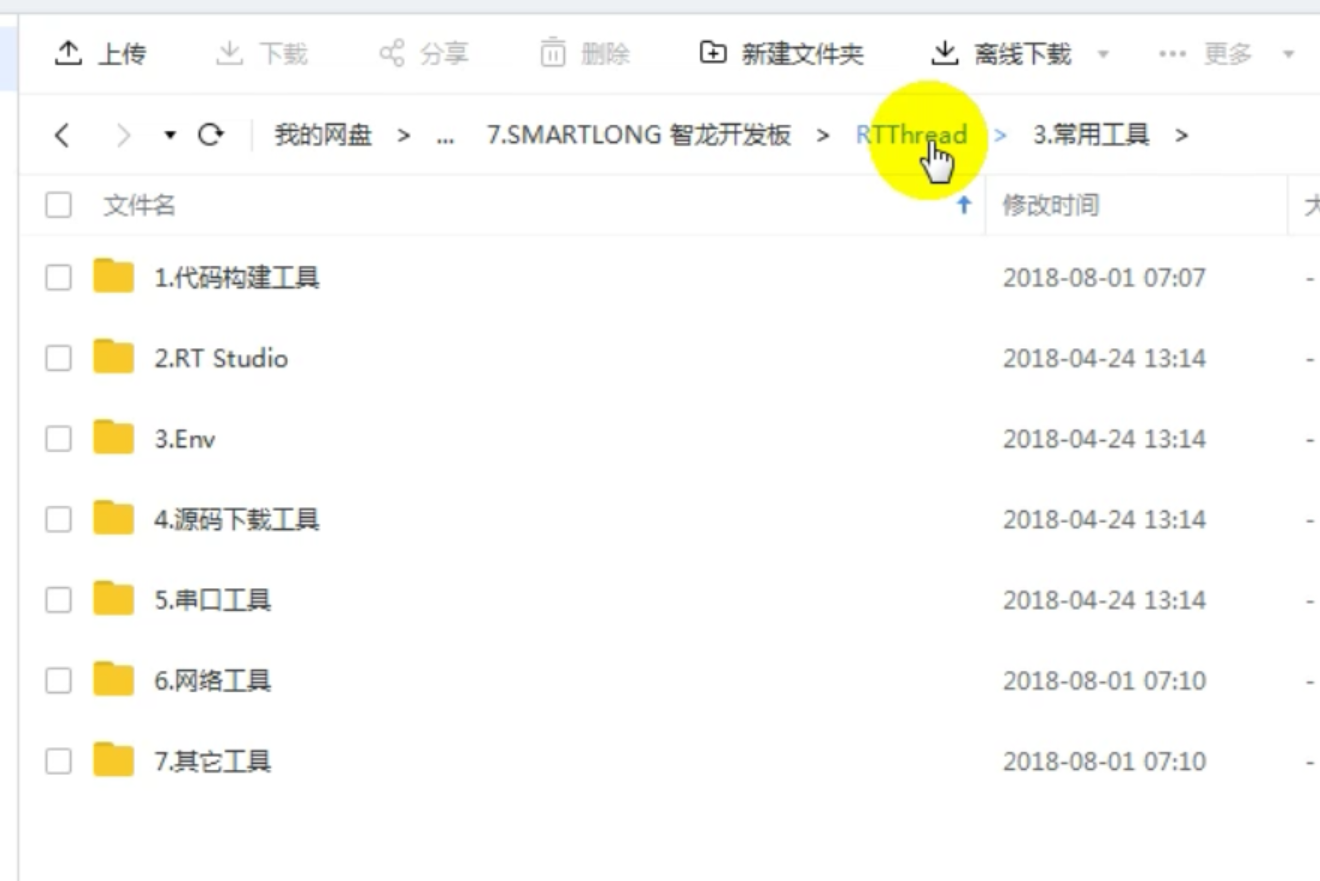 上传 下载 分享 删除 新建文件夹 离线下载 更多
我的网盘 > ... 7.SMARTLONG 智龙开发板 > RTThread > 3.常用工具 >
文件名 修改时间
1.代码构建工具 2018-08-01 07:07 -
2.RT Studio 2018-04-24 13:14 -
3.Env 2018-04-24 13:14 -
4.源码下载工具 2018-04-24 13:14 -
5.串口工具 2018-04-24 13:14 -
6.网络工具 2018-08-01 07:10 -
7.其它工具 2018-08-01 07:10 -